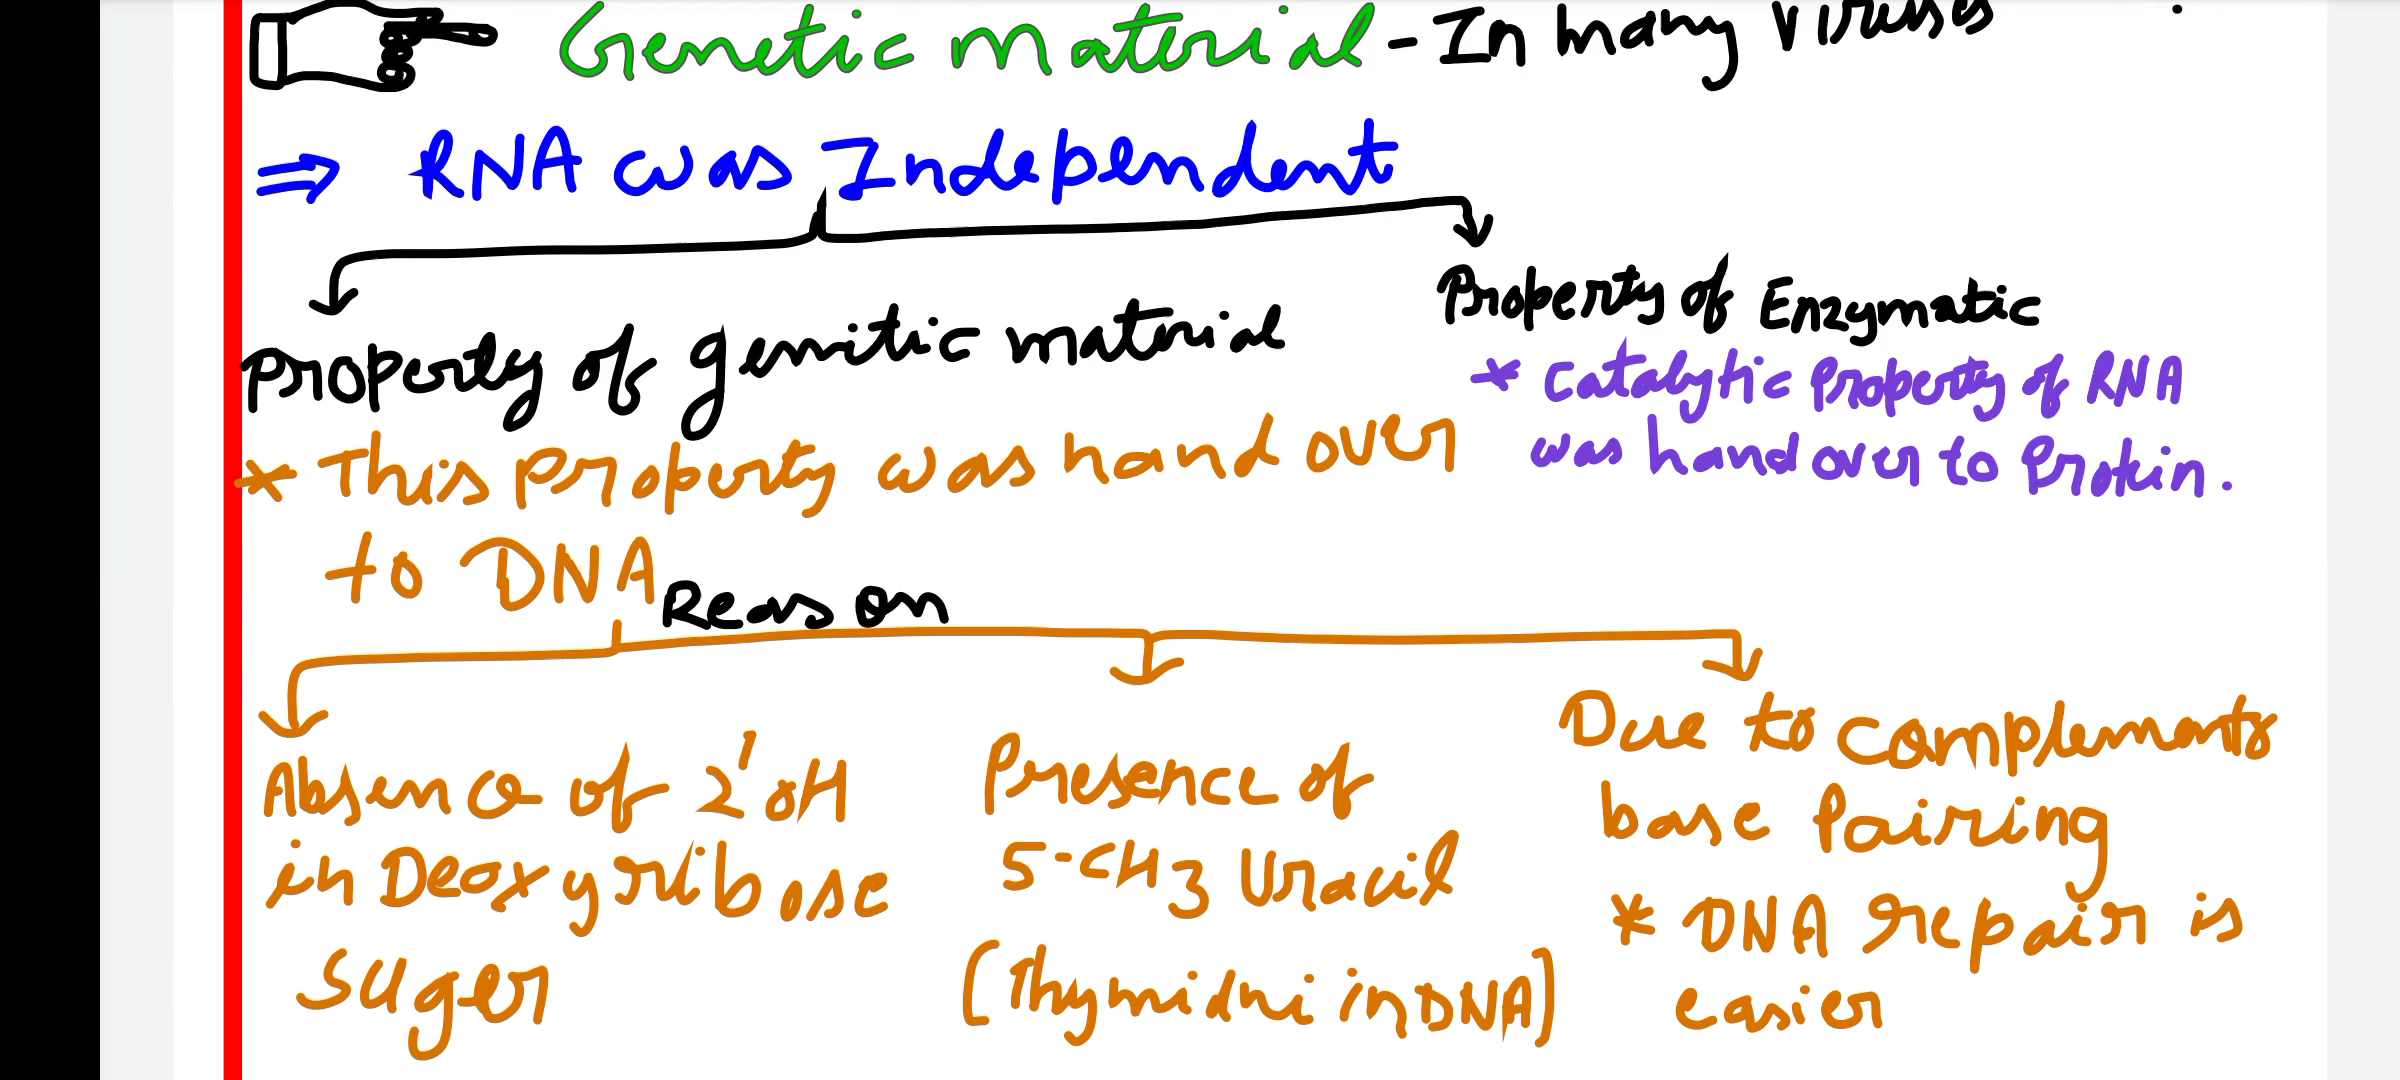 Genetic Material - In many Viruses
⇒ RNA was Independent
Property of genitic material
Property of Enzymatic
* Catalytic Property of RNA
was hand over to Protein.
* This Property was hand over
to DNA
Reason
Absence of 2'OH
in Deoxyribose
Suger
Presence of
5-CH3 Uracil
(Thymidni in DNA)
Due to complementry
base Pairing
* DNA repair is
easier